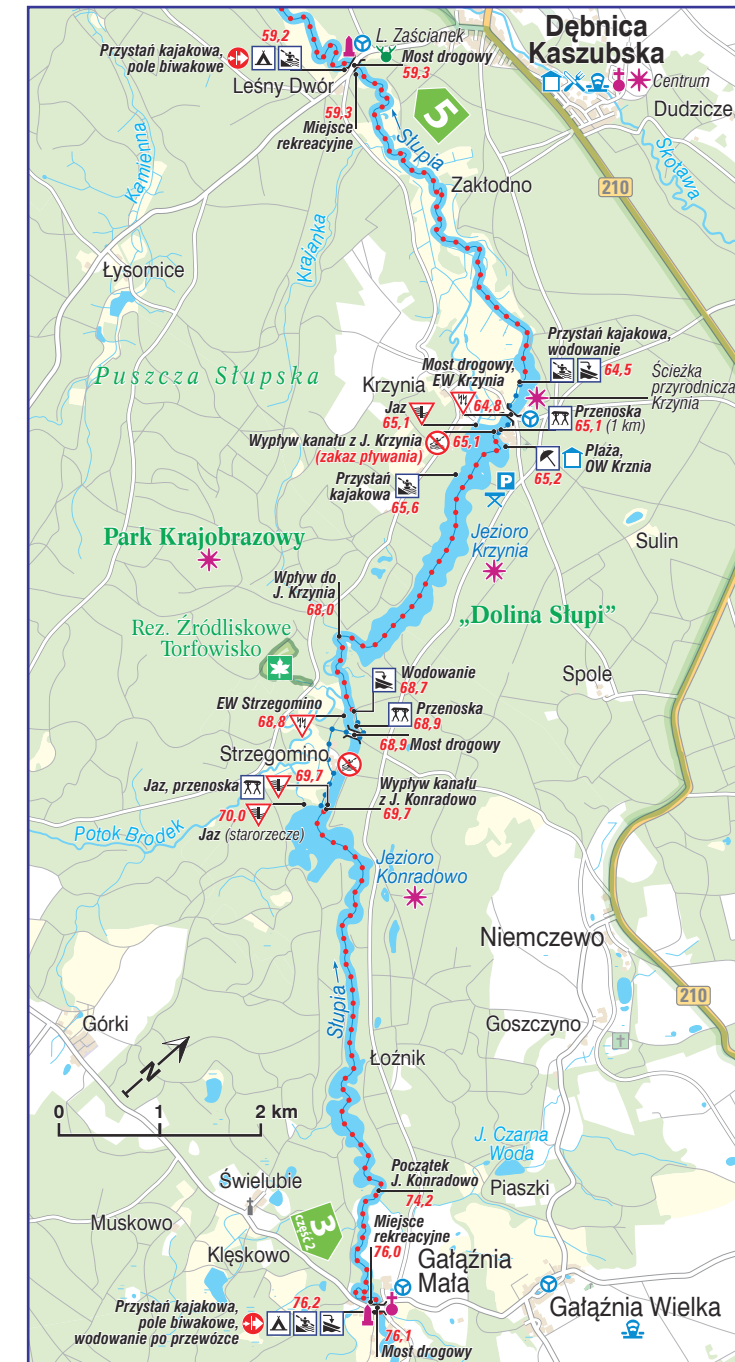 59,2
Przystań kajakowa,
pole biwakowe
Leśny Dwór
L. Zaścianek
Most drogowy
59,3
59,3
Miejsce
rekreacyjne
Dębnica
Kaszubska
Centrum
Dudzicze
5
Słupia
Skotawa
Kamienna
Zakłodno
210
Krajanka
Łysomice
Puszcza Słupska
Przystań kajakowa,
wodowanie
64,5
Most drogowy,
EW Krzynia
64,8
Krzynia
Jaz
65,1
Ścieżka
przyrodnicza
Krzynia
Przenoska
65,1 (1 km)
Wypływ kanału z J. Krzynia
(zakaz pływania)
65,1
Plaża,
OW Krznia
65,2
P
Przystań
kajakowa
65,6
Jezioro
Krzynia
Sulin
Park Krajobrazowy
Wpływ do
J. Krzynia
68,0
„Dolina Słupi”
Rez. Źródliskowe
Torfowisko
Spole
Wodowanie
68,7
EW Strzegomino
68,8
Przenoska
68,9
68,9 Most drogowy
Strzegomino
69,7
Jaz, przenoska
Wypływ kanału
z J. Konradowo
69,7
70,0
Jaz (starorzecze)
Potok Brodek
Jezioro
Konradowo
Niemczewo
210
Słupia
Górki
Goszczyno
N
Łoźnik
0 1 2 km
J. Czarna
Woda
Początek
J. Konradowo
74,2
Piaszki
Świelubie
Muskowo
3
część 2
Miejsce
rekreacyjne
76,0
Klęskowo
Gałąźnia
Mała
Gałąźnia Wielka
Przystań kajakowa,
pole biwakowe,
wodowanie po przewózce
76,2
76,1
Most drogowy